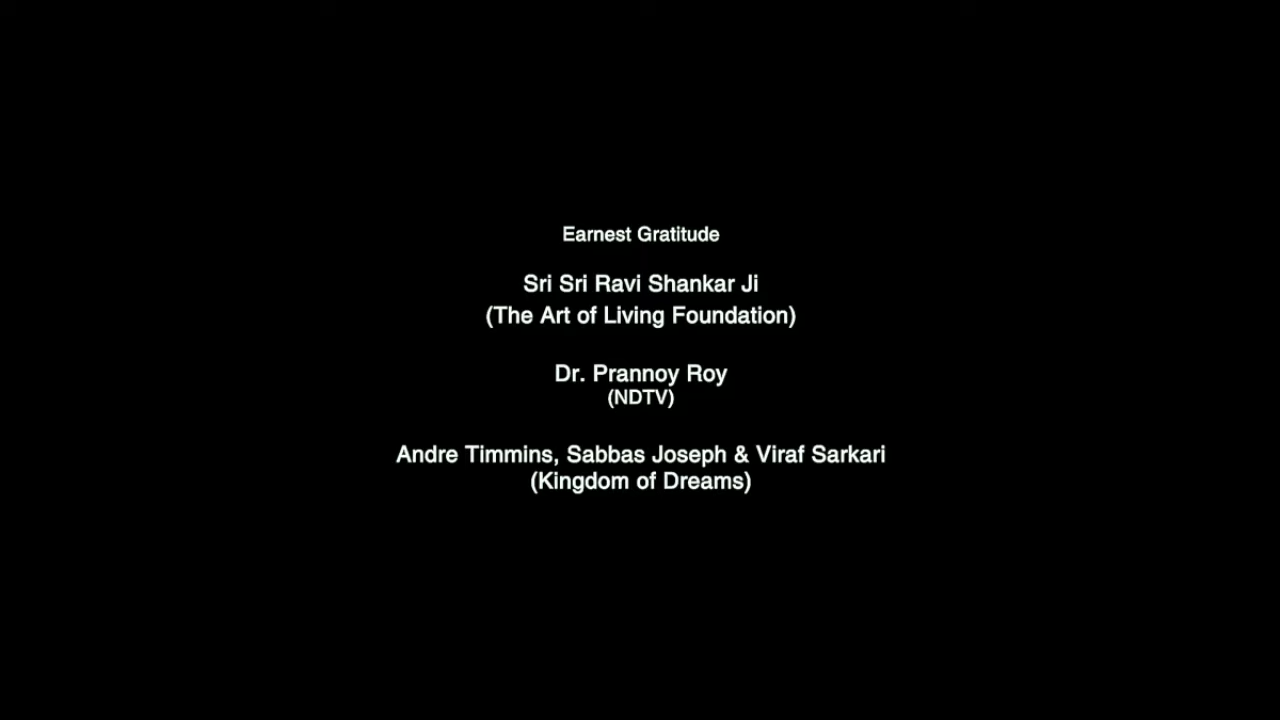 Earnest Gratitude
Sri Sri Ravi Shankar Ji
(The Art of Living Foundation)
Dr. Prannoy Roy
(NDTV)
Andre Timmins, Sabbas Joseph & Viraf Sarkari
(Kingdom of Dreams)